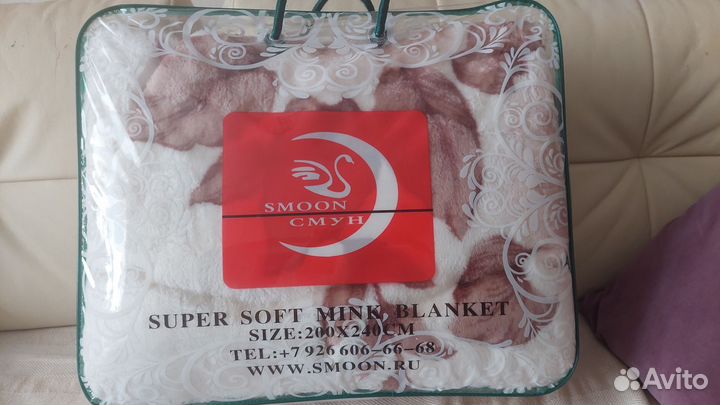 SMOON
СМУН
SUPER SOFT MINK BLANKET
SIZE:200X240CM
TEL:+7 926 606-66-68
WWW.SMOON.RU
Avito